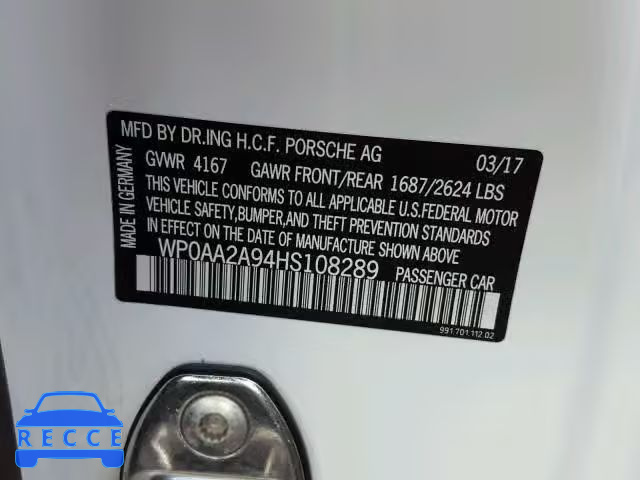 MFD BY DR.ING H.C.F. PORSCHE AG 03/17
MADE IN GERMANY
GVWR 4167 GAWR FRONT/REAR 1687/2624 LBS
THIS VEHICLE CONFORMS TO ALL APPLICABLE U.S.FEDERAL MOTOR
VEHICLE SAFETY,BUMPER,AND THEFT PREVENTION STANDARDS
IN EFFECT ON THE DATE OF MANUFACTURE SHOWN ABOVE
WP0AA2A94HS108289 PASSENGER CAR
991.701.112.02
RECCE